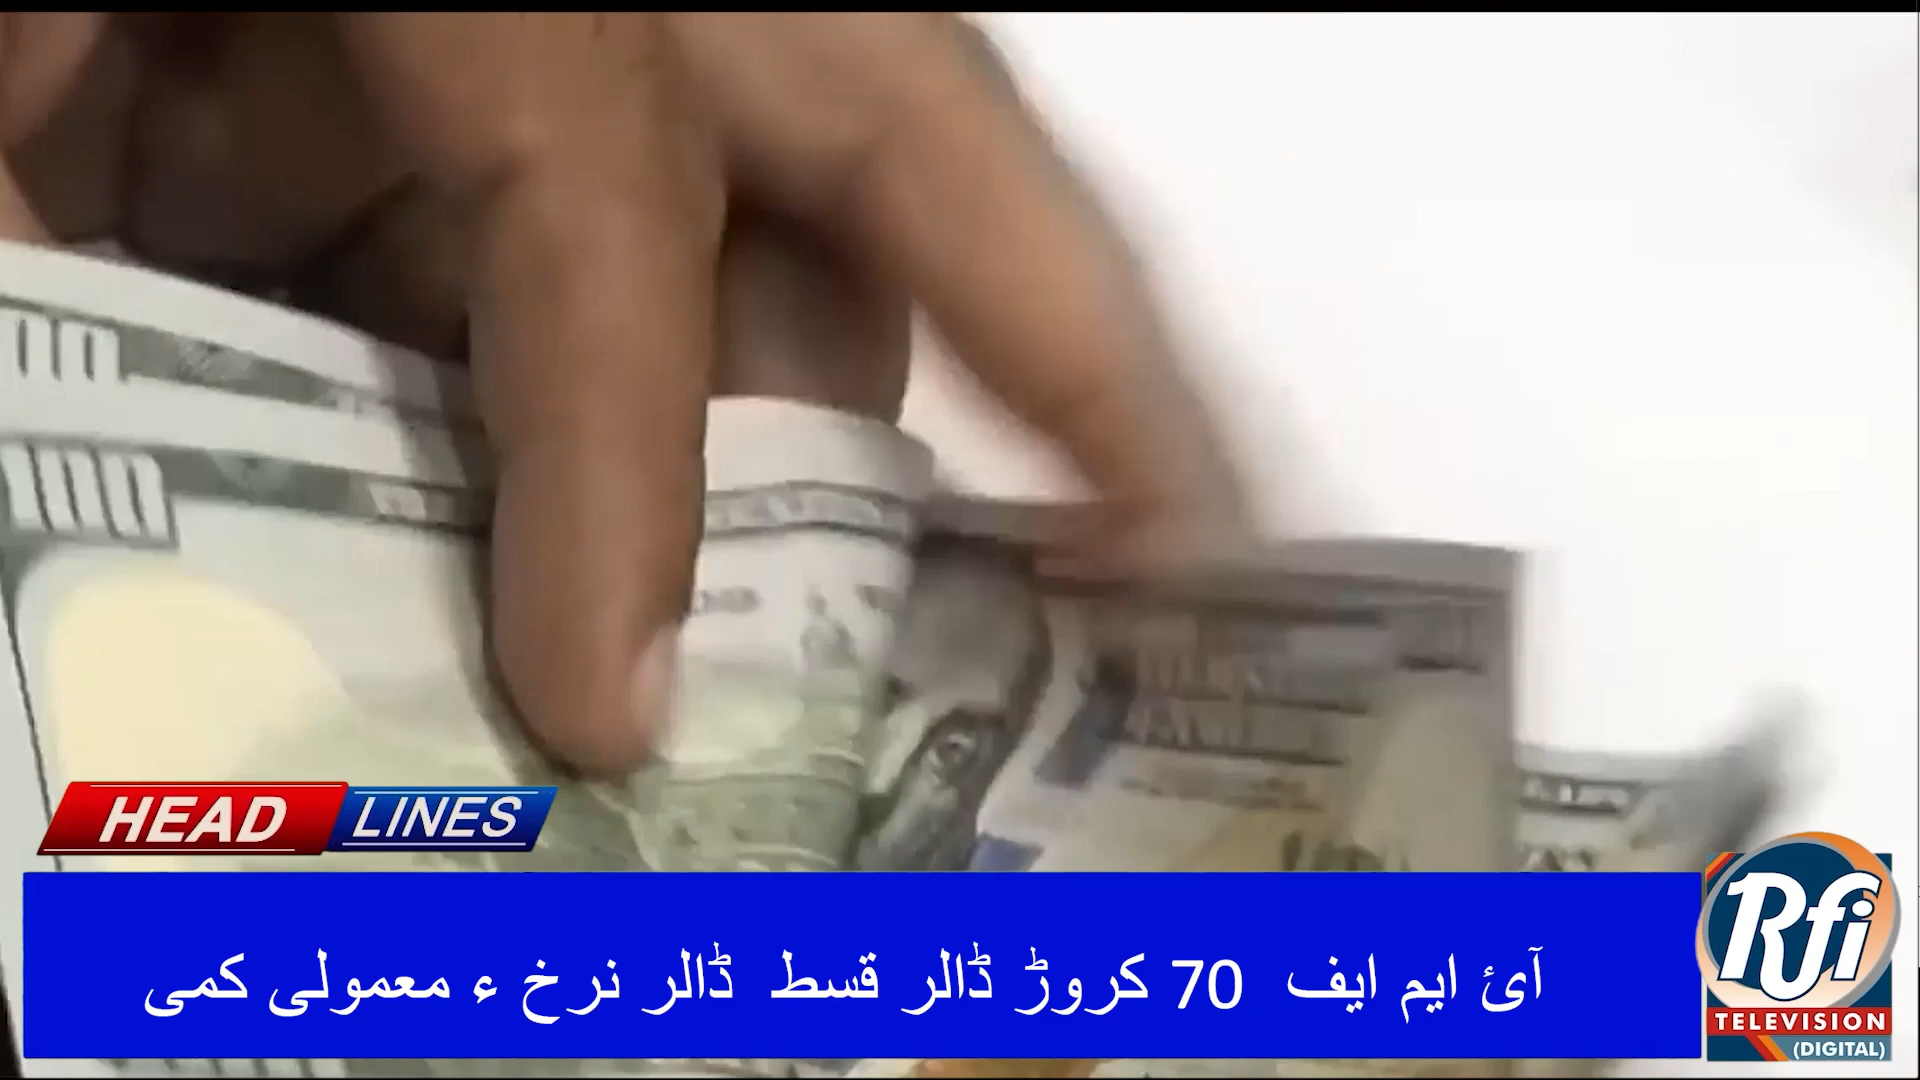 HEAD LINES
آئ ایم ایف 70 کروڑ ڈالر قسط ڈالر نرخ ء معمولی کمی
Rfi
TELEVISION
(DIGITAL)